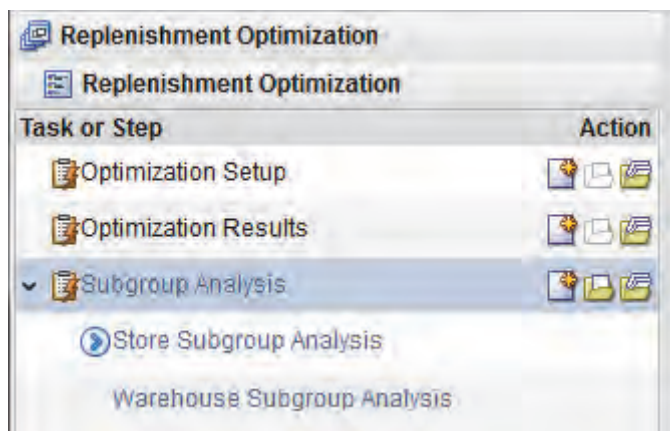 Replenishment Optimization
Replenishment Optimization
Task or Step Action
Optimization Setup
Optimization Results
Subgroup Analysis
Store Subgroup Analysis
Warehouse Subgroup Analysis